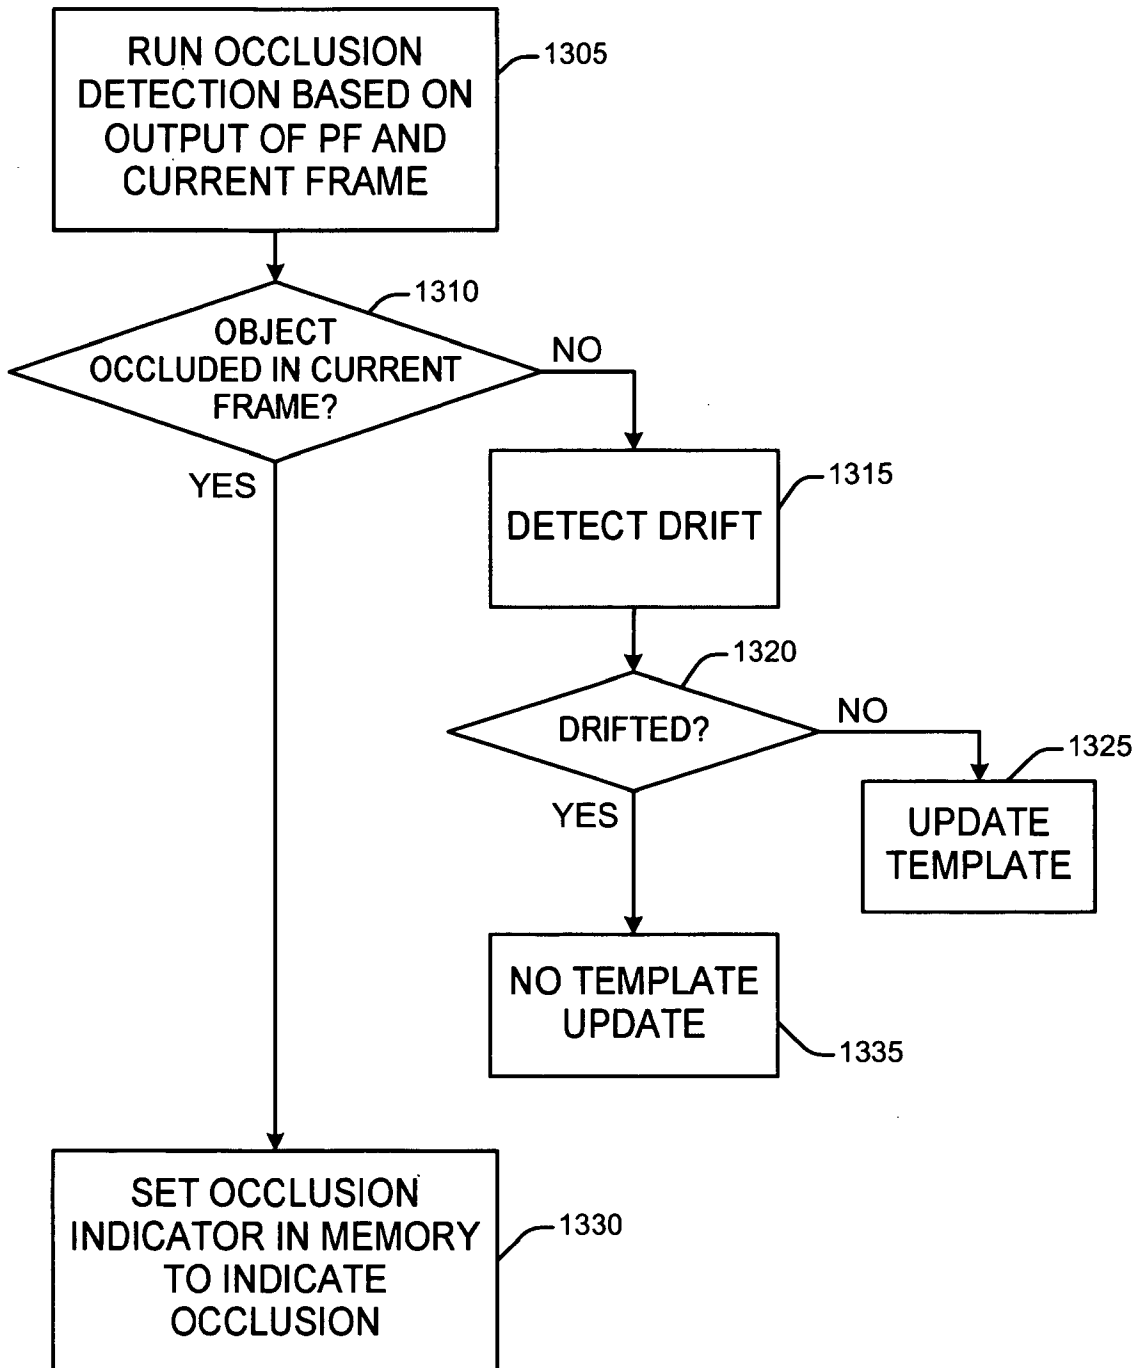 RUN OCCLUSION
DETECTION BASED ON
OUTPUT OF PF AND
CURRENT FRAME
1305
1310
OBJECT
OCCLUDED IN CURRENT
FRAME?
NO
YES
1315
DETECT DRIFT
1320
DRIFTED?
NO
1325
YES
UPDATE
TEMPLATE
NO TEMPLATE
UPDATE
1335
SET OCCLUSION
INDICATOR IN MEMORY
TO INDICATE
OCCLUSION
1330